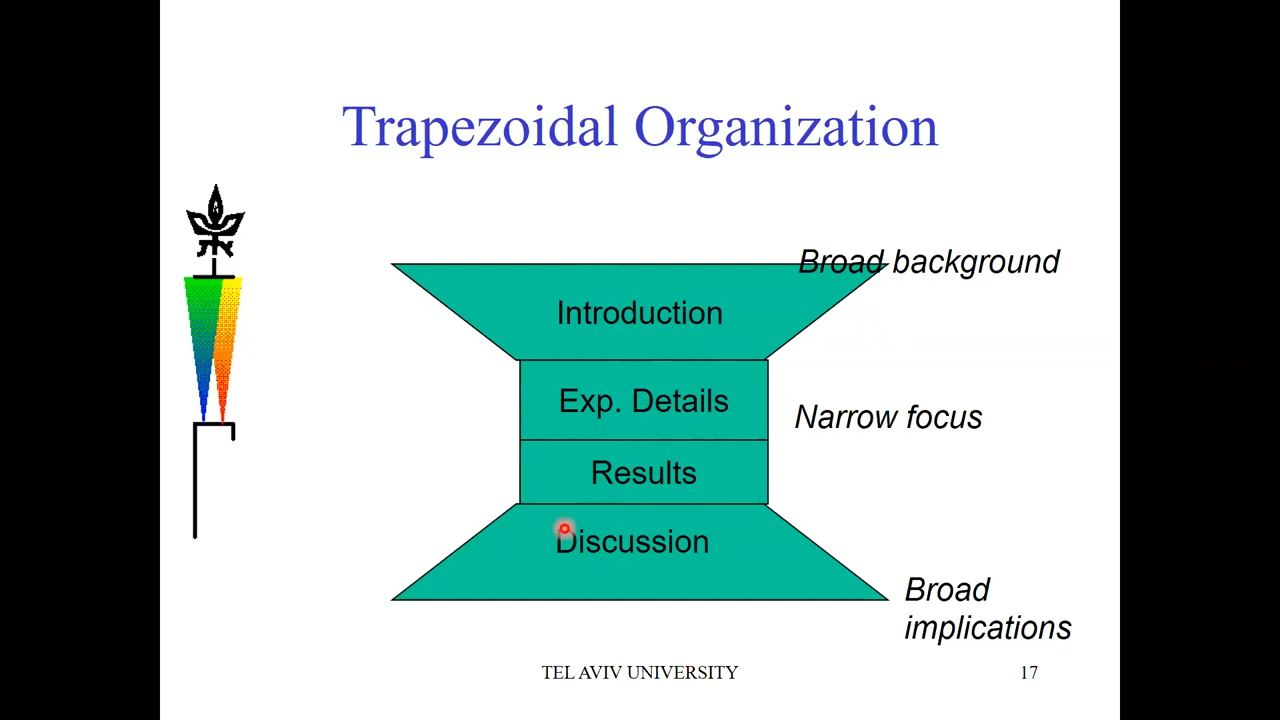 Trapezoidal Organization
Broad background
Introduction
Exp. Details
Narrow focus
Results
Discussion
Broad
implications
TEL AVIV UNIVERSITY
17